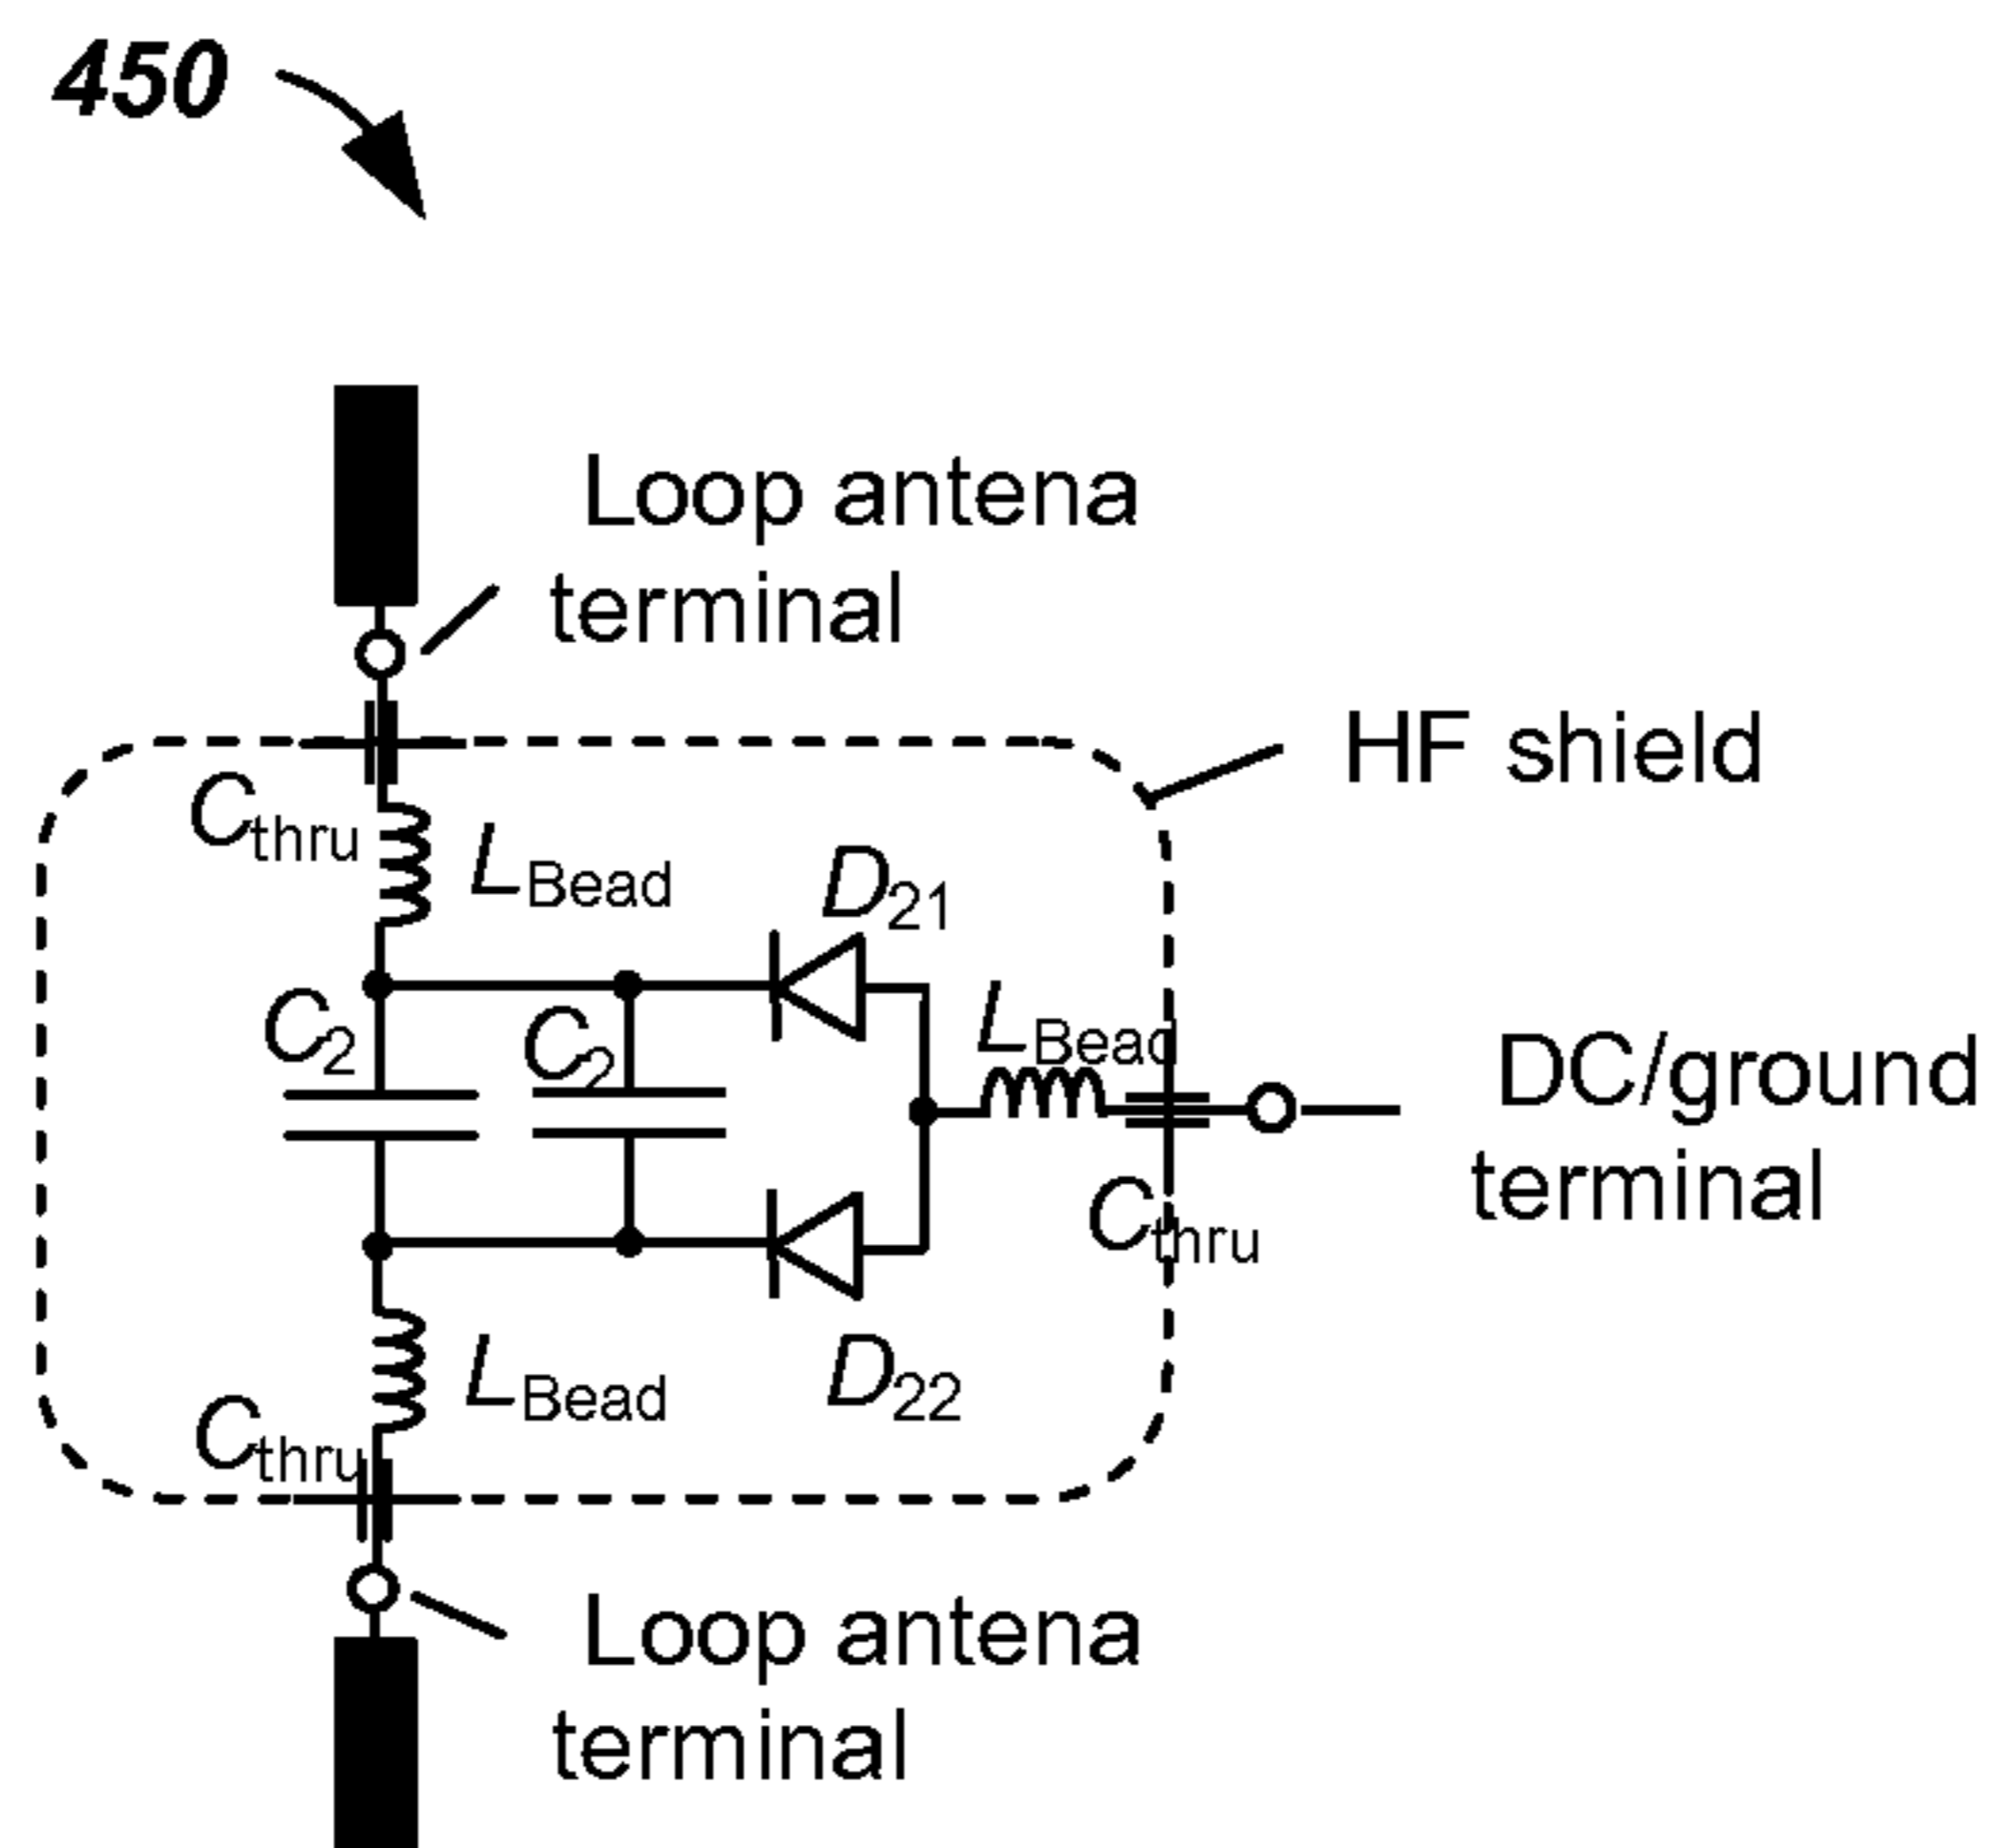 450
Loop antena
terminal
HF shield
Cthru
LBead
D21
C2
C2
LBead
DC/ground
terminal
Cthru
LBead
D22
Cthru
Loop antena
terminal